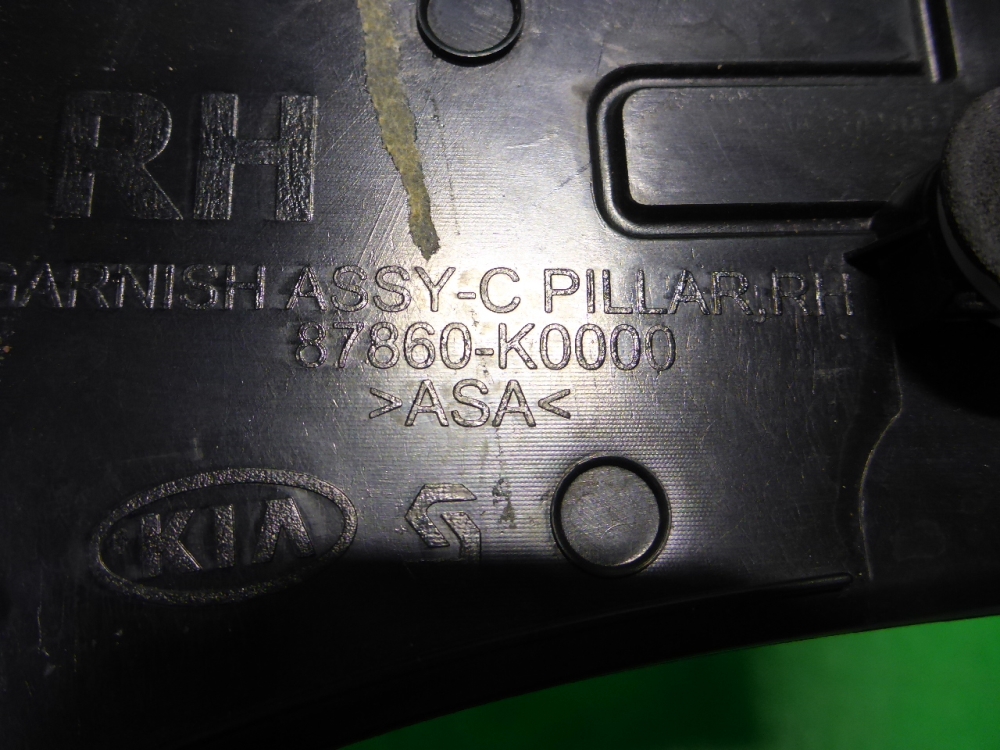 RH
GARNISH ASSY-C PILLAR,RH
87860-K0000
>ASA<
KIA